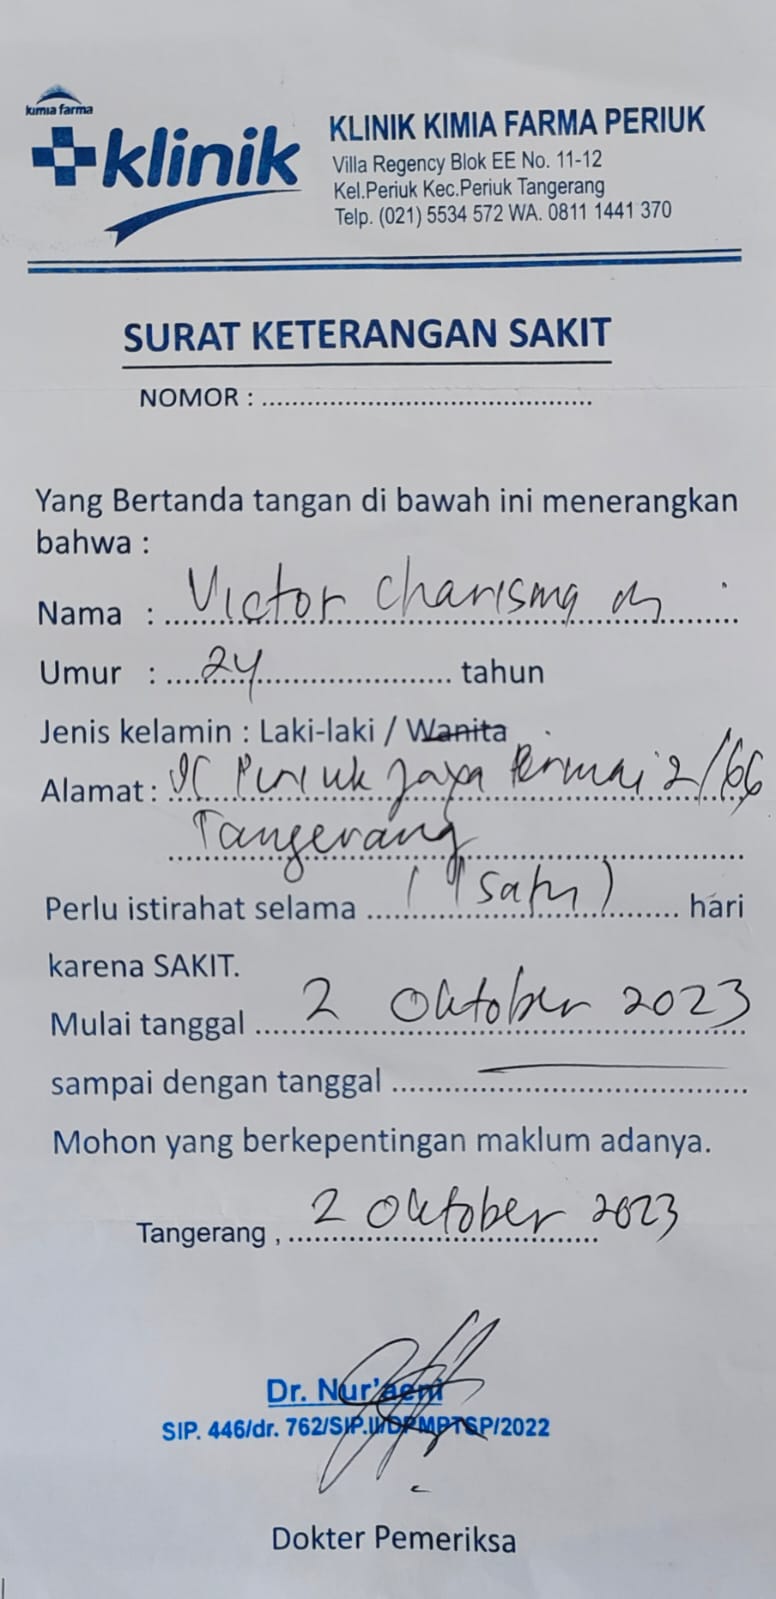 kimia farma
klinik
KLINIK KIMIA FARMA PERIUK
Villa Regency Blok EE No. 11-12
Kel.Periuk Kec.Periuk Tangerang
Telp. (021) 5534 572 WA. 0811 1441 370
SURAT KETERANGAN SAKIT
NOMOR : ............................................
Yang Bertanda tangan di bawah ini menerangkan
bahwa :
Nama : Victor Charisma
Umur : 24 tahun
Jenis kelamin : Laki-laki / Wanita
Alamat : Periuk Jaya Permai 2/66
Tangerang
Perlu istirahat selama (satu) hari
karena SAKIT.
Mulai tanggal 2 Oktober 2023
sampai dengan tanggal ............................................
Mohon yang berkepentingan maklum adanya.
Tangerang , 2 Oktober 2023
Dr. Nur'aeni
SIP. 446/dr. 762/SIP.II/DPMPTSP/2022
Dokter Pemeriksa